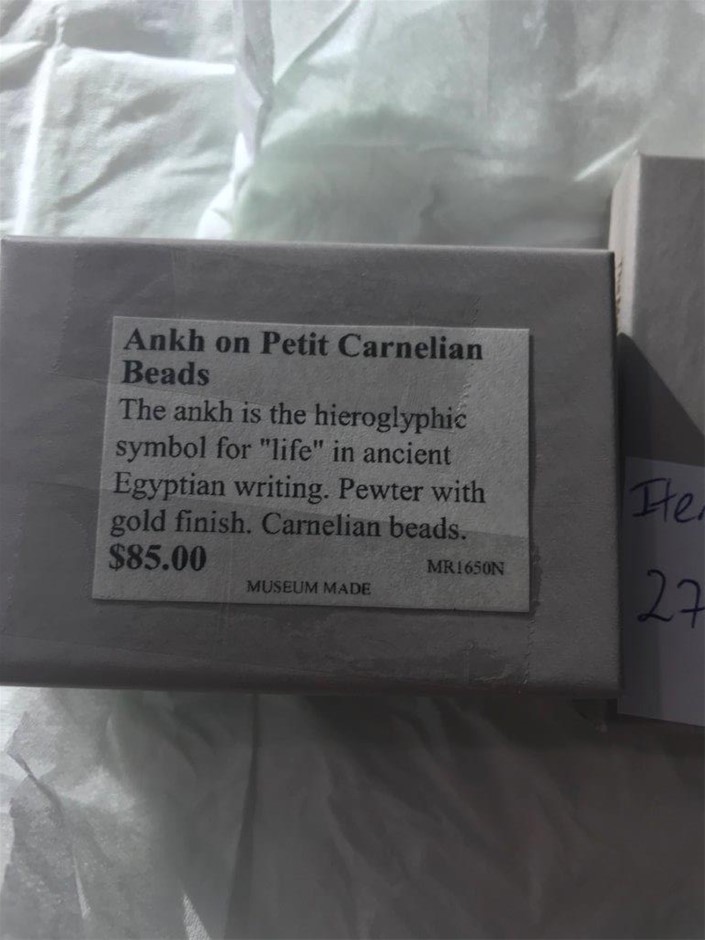 Ankh on Petit Carnelian
Beads
The ankh is the hieroglyphic
symbol for "life" in ancient
Egyptian writing. Pewter with
gold finish. Carnelian beads.
$85.00 MR1650N
MUSEUM MADE
27